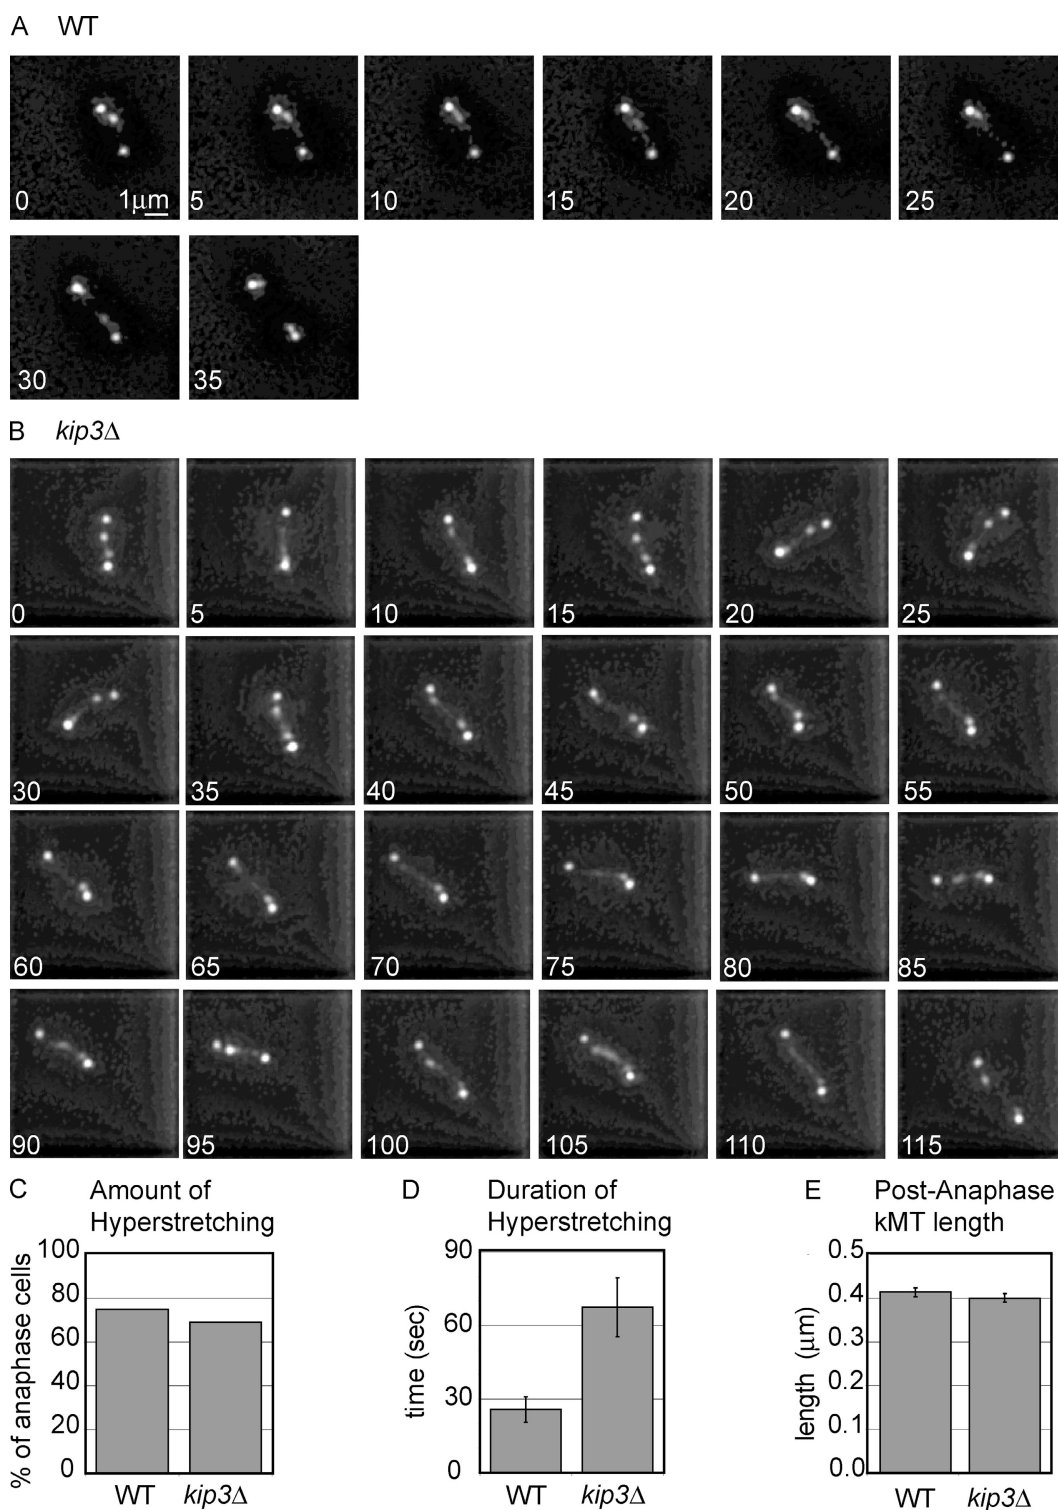 A WT
0 1μm 5 10 15 20 25
30 35
B kip3Δ
0 5 10 15 20 25
30 35 40 45 50 55
60 65 70 75 80 85
90 95 100 105 110 115
C Amount of
Hyperstretching
% of anaphase cells
100
80
60
40
20
0
WT kip3Δ
D Duration of
Hyperstretching
time (sec)
90
60
30
0
WT kip3Δ
E Post-Anaphase
kMT length
length (μm)
0.5
0.4
0.3
0.2
0.1
0.0
WT kip3Δ